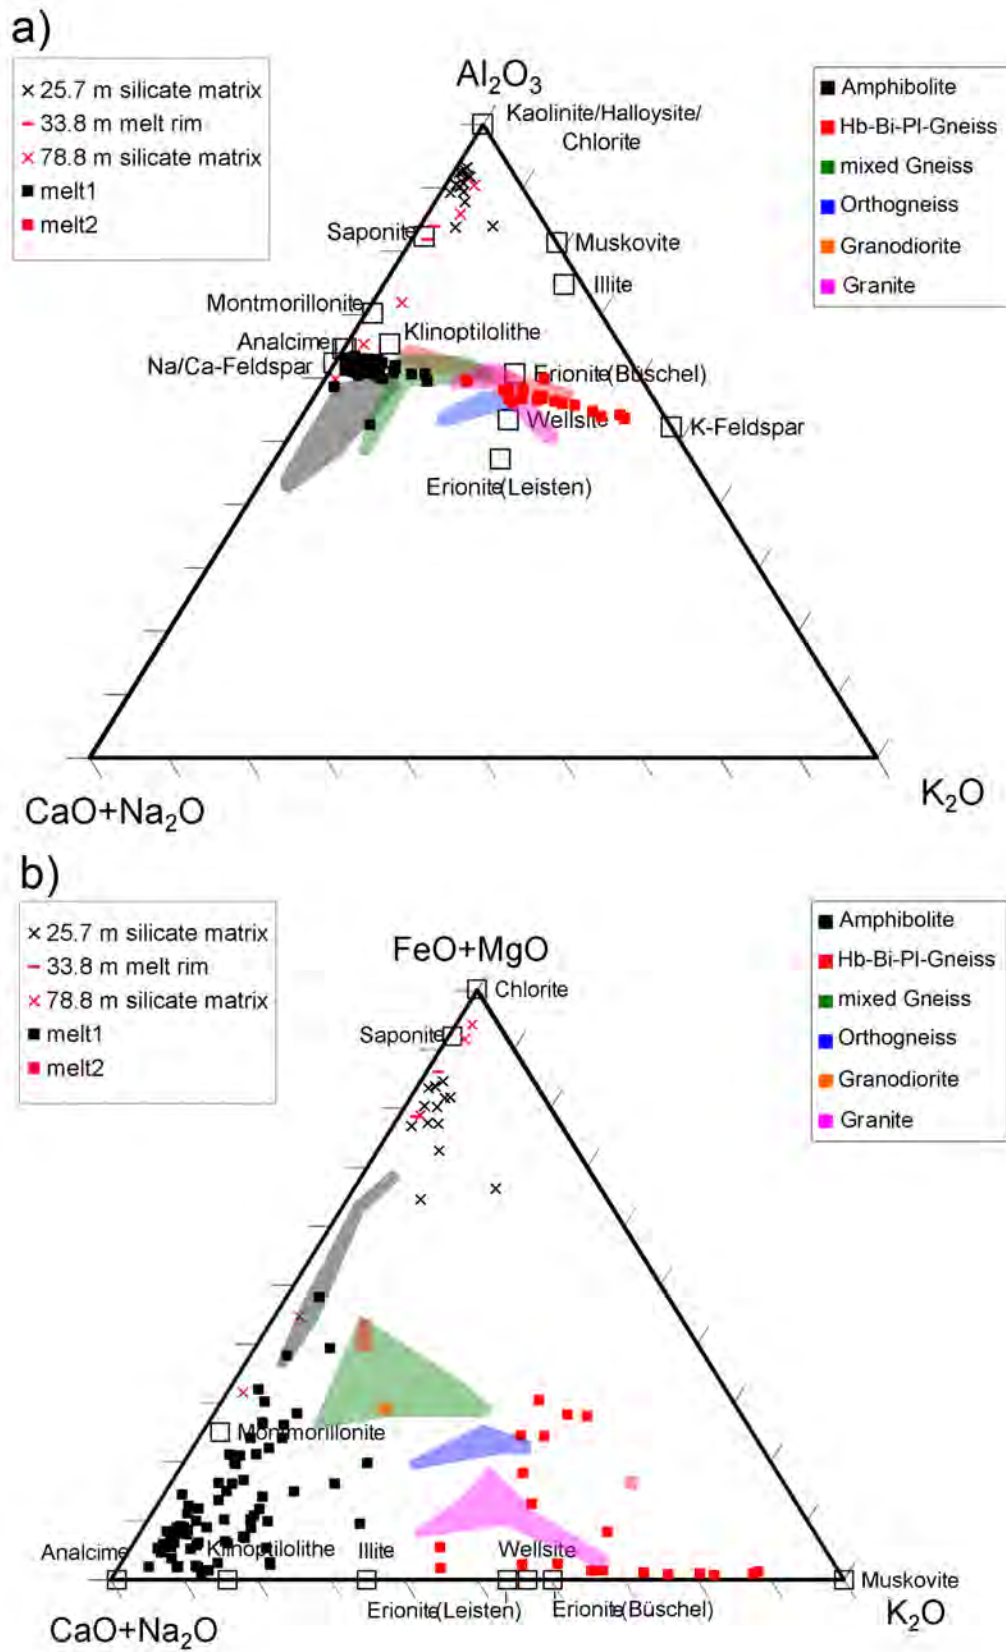 a)
25.7 m silicate matrix
33.8 m melt rim
78.8 m silicate matrix
melt1
melt2
Al₂O₃
Kaolinite/Halloysite/
Chlorite
Amphibolite
Hb-Bi-Pl-Gneiss
mixed Gneiss
Orthogneiss
Granodiorite
Granite
Saponite
Muskovite
Illite
Montmorillonite
Analcime
Klinoptilolithe
Na/Ca-Feldspar
Erionite(Büschel)
Wellsite
K-Feldspar
Erionite(Leisten)
CaO+Na₂O
K₂O
b)
25.7 m silicate matrix
33.8 m melt rim
78.8 m silicate matrix
melt1
melt2
FeO+MgO
Chlorite
Amphibolite
Hb-Bi-Pl-Gneiss
mixed Gneiss
Orthogneiss
Granodiorite
Granite
Saponite
Montmorillonite
Analcime
Klinoptilolithe
Illite
Wellsite
Muskovite
Erionite(Leisten)
Erionite(Büschel)
CaO+Na₂O
K₂O